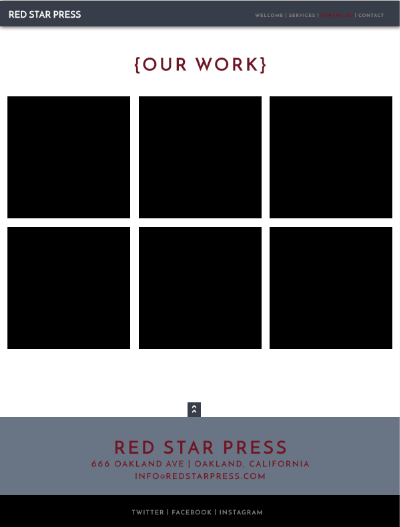 RED STAR PRESS
WELCOME | SERVICES | PORTFOLIO | CONTACT
{OUR WORK}
RED STAR PRESS
666 OAKLAND AVE | OAKLAND, CALIFORNIA
INFO@REDSTARPRESS.COM
TWITTER | FACEBOOK | INSTAGRAM